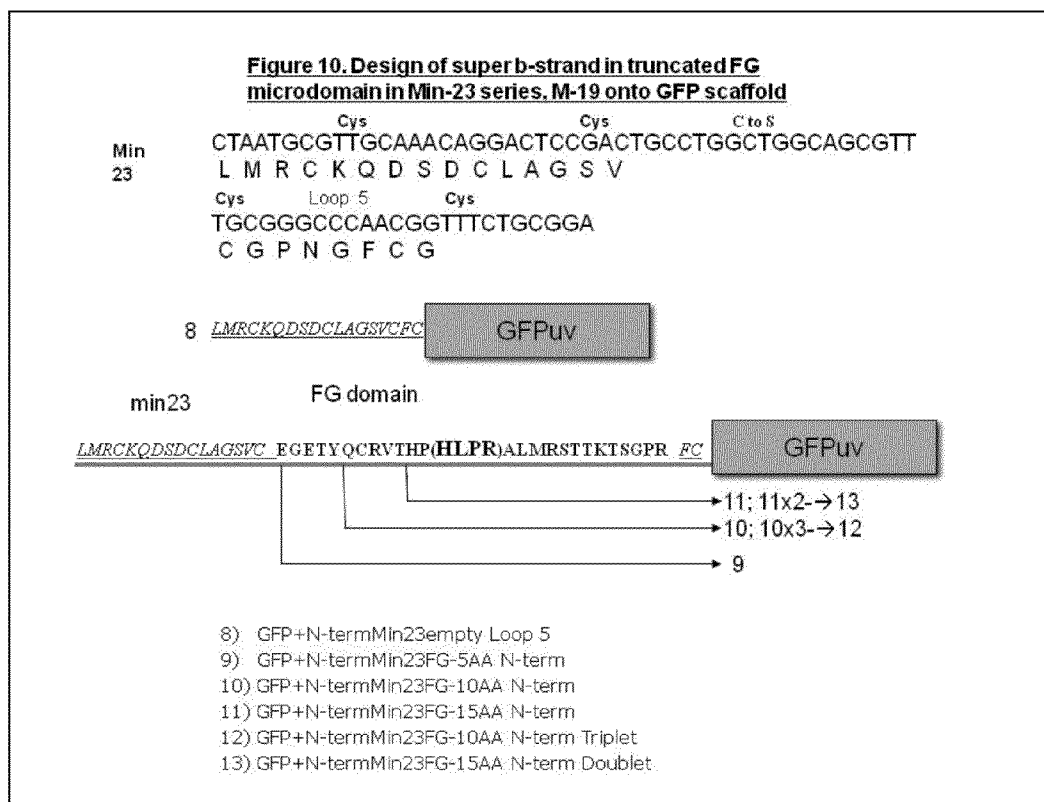 Figure 10. Design of super b-strand in truncated FG
microdomain in Min-23 series, M-19 onto GFP scaffold
Cys Cys C to S
Min
23
CTAATGCGTTGCAAACAGGACTCCGACTGCCTGGCTGGCAGCGTT
L M R C K Q D S D C L A G S V
Cys Loop 5 Cys
TGCGGGCCCAACGGTTTCTGCGGA
C G P N G F C G
8 LMRCKQDSDCLAGSVCFC GFPuv
min23 FG domain
LMRCKQDSDCLAGSVC EGETYQCRVTHP(HLPR)ALMRSTTKTSGPR FC GFPuv
11; 11x2-→13
10; 10x3-→12
9
8) GFP+N-termMin23empty Loop 5
9) GFP+N-termMin23FG-5AA N-term
10) GFP+N-termMin23FG-10AA N-term
11) GFP+N-termMin23FG-15AA N-term
12) GFP+N-termMin23FG-10AA N-term Triplet
13) GFP+N-termMin23FG-15AA N-term Doublet